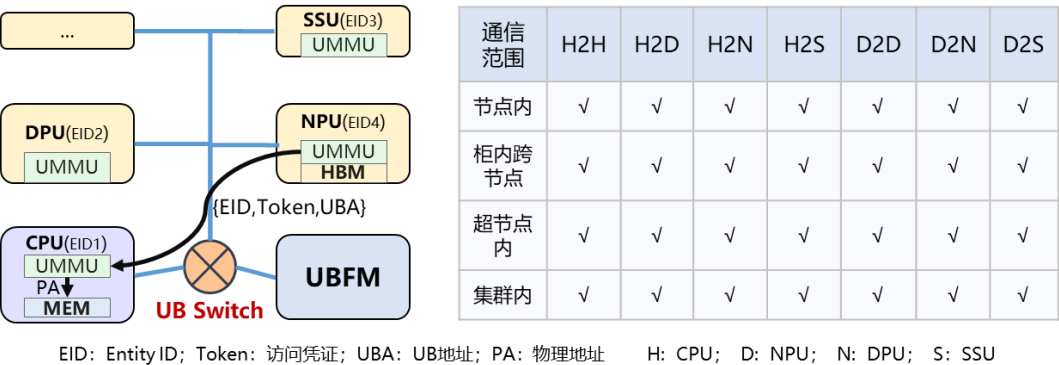 ...
SSU(EID3)
UMMU
DPU(EID2)
UMMU
NPU(EID4)
UMMU
HBM
{EID,Token,UBA}
CPU(EID1)
UMMU
PA
MEM
UB Switch
UBFM
通信范围 H2H H2D H2N H2S D2D D2N D2S
节点内 √ √ √ √ √ √ √
柜内跨节点 √ √ √ √ √ √ √
超节点内 √ √ √ √ √ √ √
集群内 √ √ √ √ √ √ √
EID：Entity ID；Token：访问凭证；UBA：UB地址；PA：物理地址 H: CPU； D: NPU； N: DPU； S: SSU